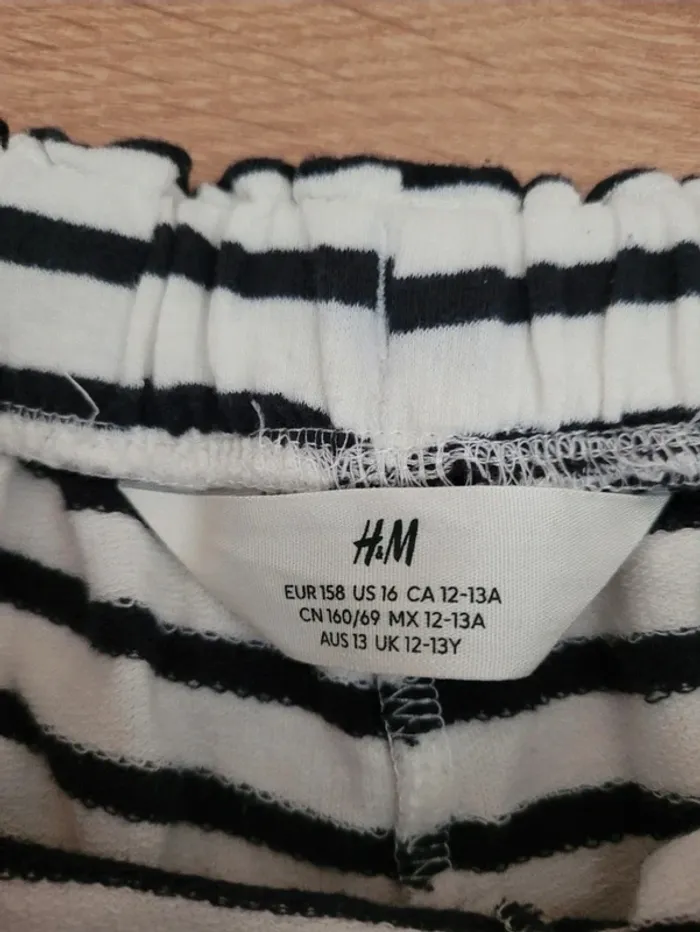 H&M
EUR 158 US 16 CA 12-13A
CN 160/69 MX 12-13A
AUS 13 UK 12-13Y